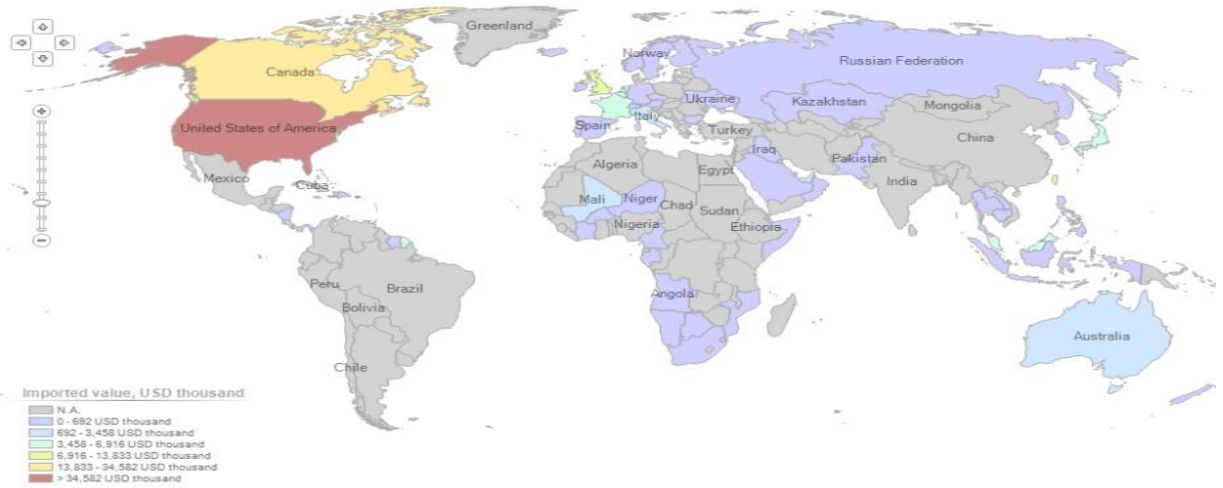 Greenland
Norway
Russian Federation
Canada
Ukraine
Kazakhstan
Mongolia
United States of America
Spain
Italy
Turkey
China
Iraq
Pakistan
Algeria
Egypt
Mexico
Cuba
India
Mali
Niger
Chad
Sudan
Nigeria
Ethiopia
Peru
Brazil
Angola
Bolivia
Australia
Chile
Imported value, USD thousand
N.A.
0 - 692 USD thousand
692 - 3,458 USD thousand
3,458 - 6,916 USD thousand
6,916 - 13,833 USD thousand
13,833 - 34,582 USD thousand
> 34,582 USD thousand